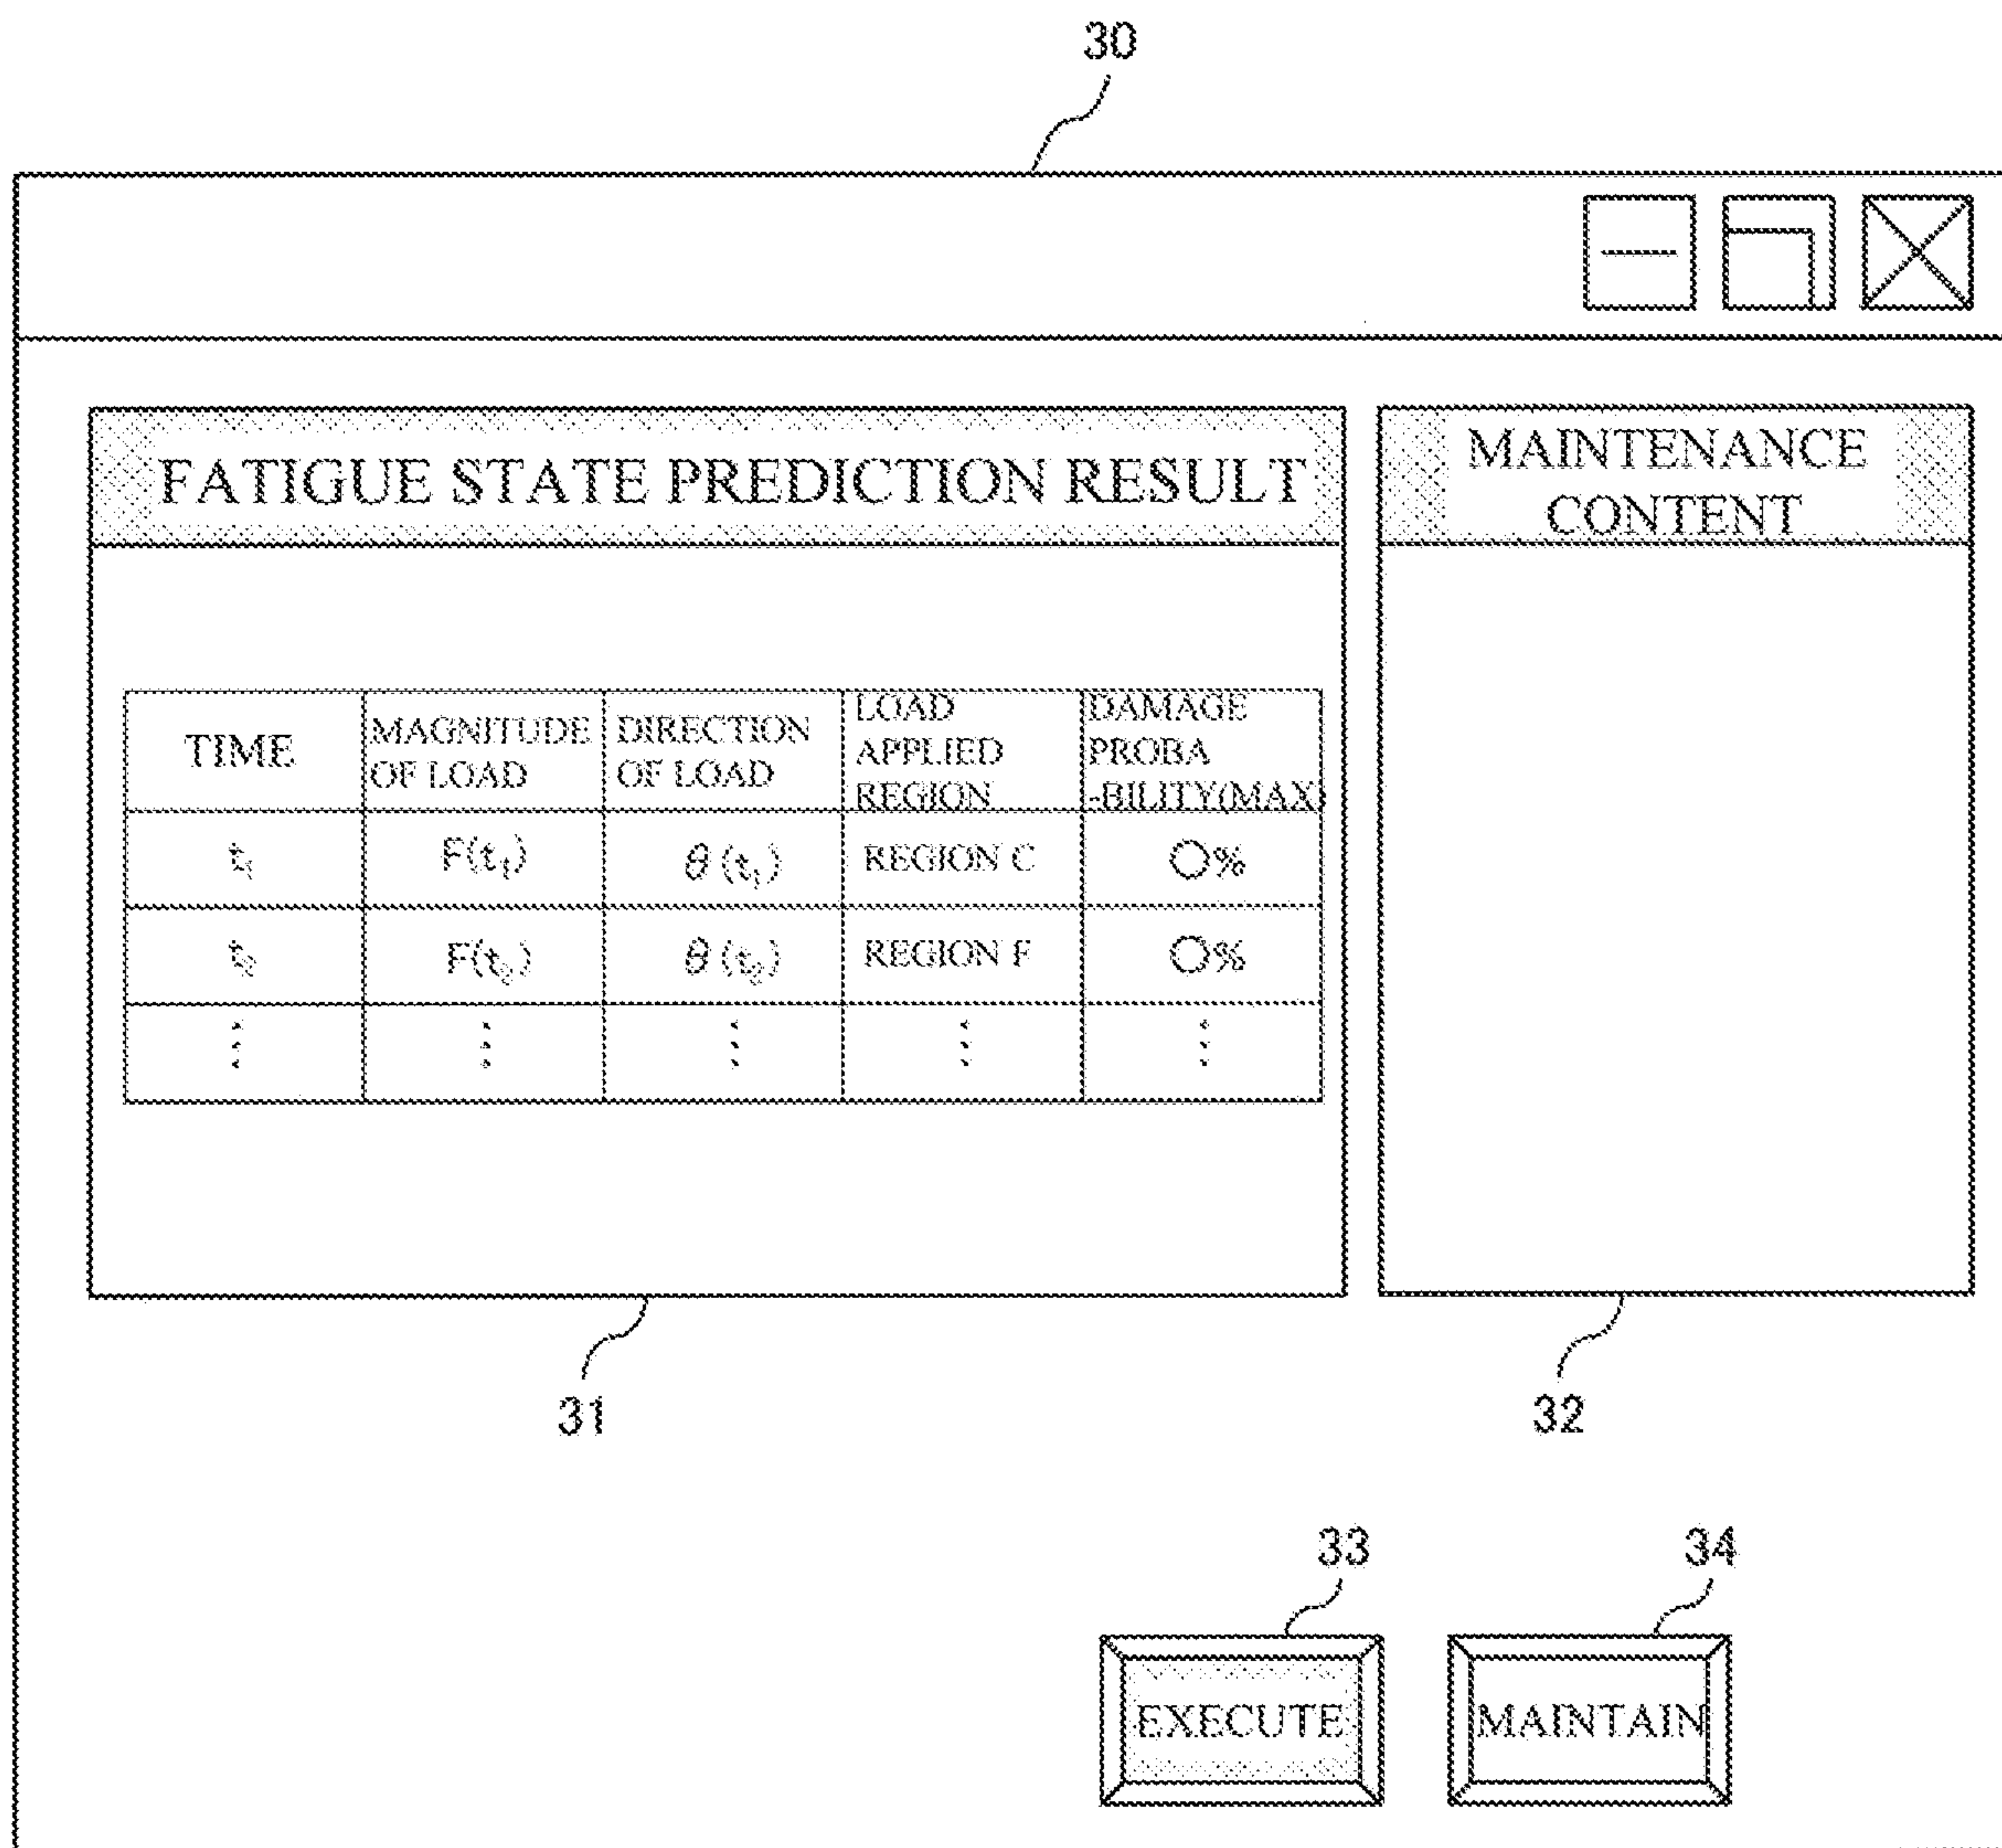 30
FATIGUE STATE PREDICTION RESULT
TIME
MAGNITUDE
OF LOAD
DIRECTION
OF LOAD
LOAD
APPLIED
REGION
DAMAGE
PROBA
-BILITY(MAX)
t₁
F(t₁)
θ(t₁)
REGION C
○%
t₂
F(t₂)
θ(t₂)
REGION F
○%
⋮
⋮
⋮
⋮
⋮
MAINTENANCE
CONTENT
31
32
33
34
EXECUTE
MAINTAIN